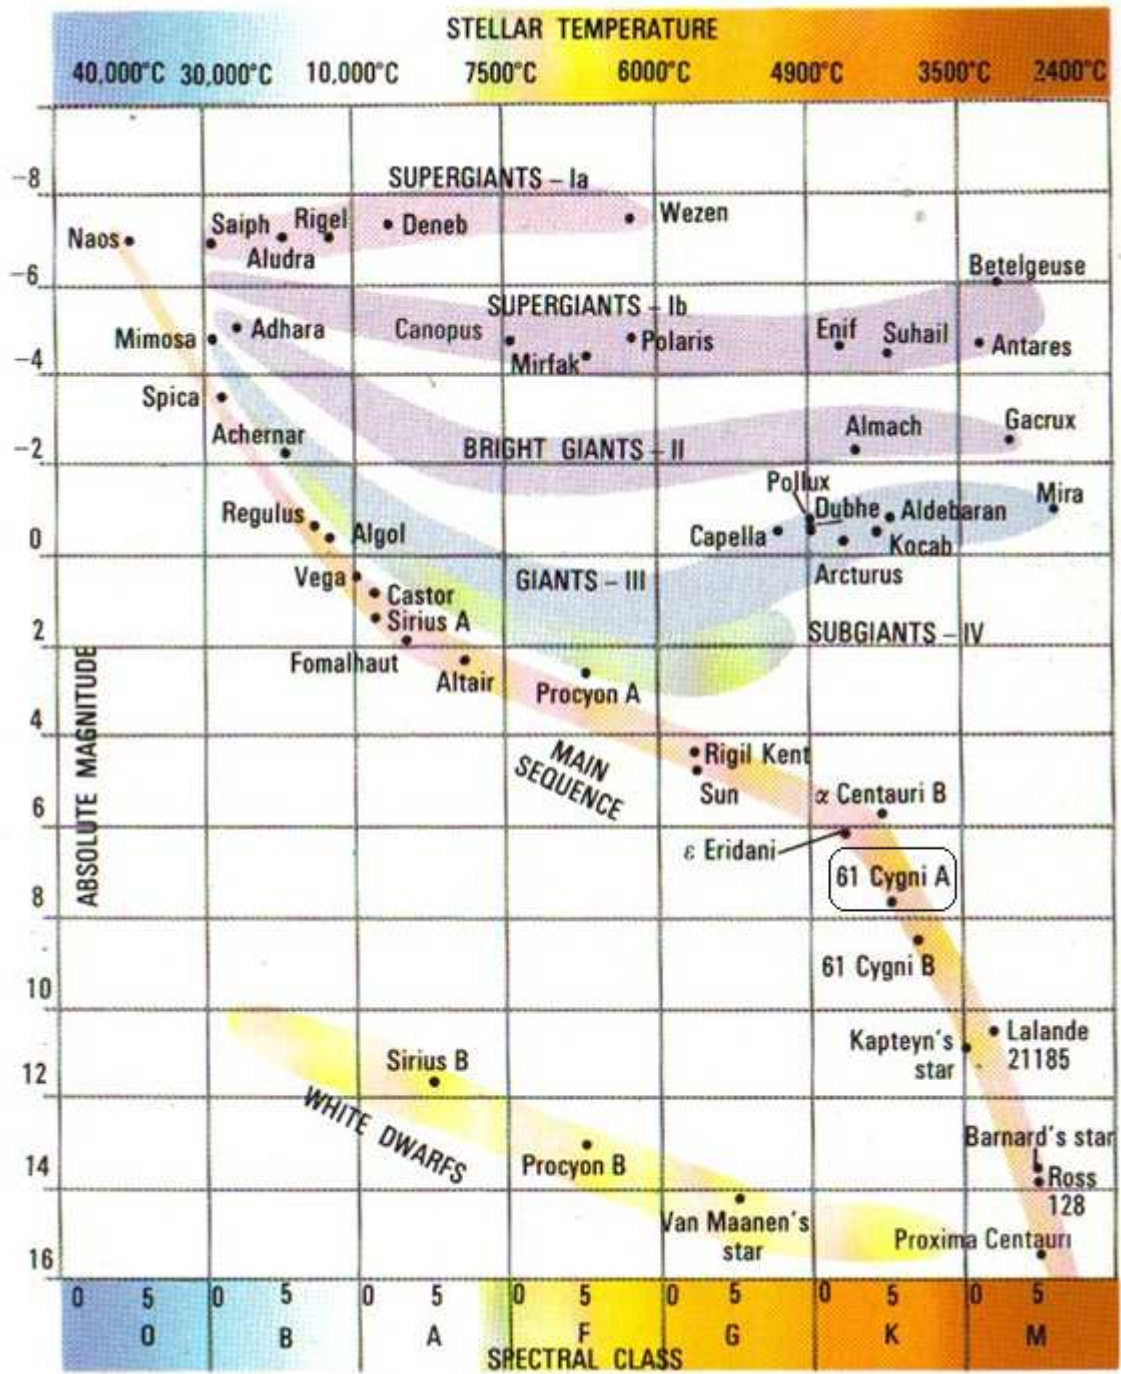 STELLAR TEMPERATURE
40,000°C 30,000°C 10,000°C 7500°C 6000°C 4900°C 3500°C 2400°C
-8
SUPERGIANTS - Ia
Naos
Saiph
Rigel
Aludra
Deneb
Wezen
-6
Betelgeuse
SUPERGIANTS - Ib
Mimosa
Adhara
Canopus
Mirfak
Polaris
Enif
Suhail
Antares
-4
Spica
Achernar
Almach
Gacrux
-2
BRIGHT GIANTS - II
Pollux
Dubhe
Mira
Regulus
Algol
Capella
Aldebaran
Kocab
0
Vega
GIANTS - III
Arcturus
Castor
Sirius A
2
SUBGIANTS - IV
Fomalhaut
Altair
Procyon A
4
MAIN
SEQUENCE
Rigil Kent
Sun
α Centauri B
6
ε Eridani
ABSOLUTE MAGNITUDE
61 Cygni A
8
61 Cygni B
10
Kapteyn's
star
Lalande
21185
12
Sirius B
WHITE DWARFS
Procyon B
Barnard's star
14
Ross
128
Van Maanen's
star
Proxima Centauri
16
0 5 0 5 0 5 0 5 0 5 0 5 0 5
O B A F G K M
SPECTRAL CLASS